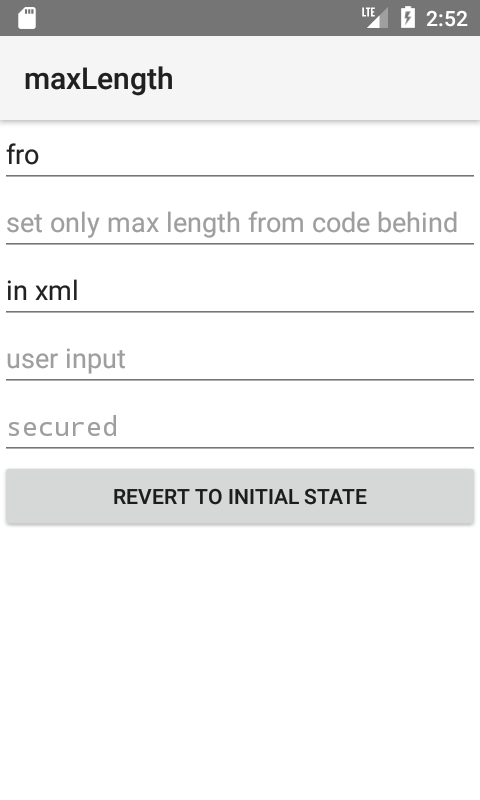 LTE 2:52
maxLength
fro
set only max length from code behind
in xml
user input
secured
REVERT TO INITIAL STATE